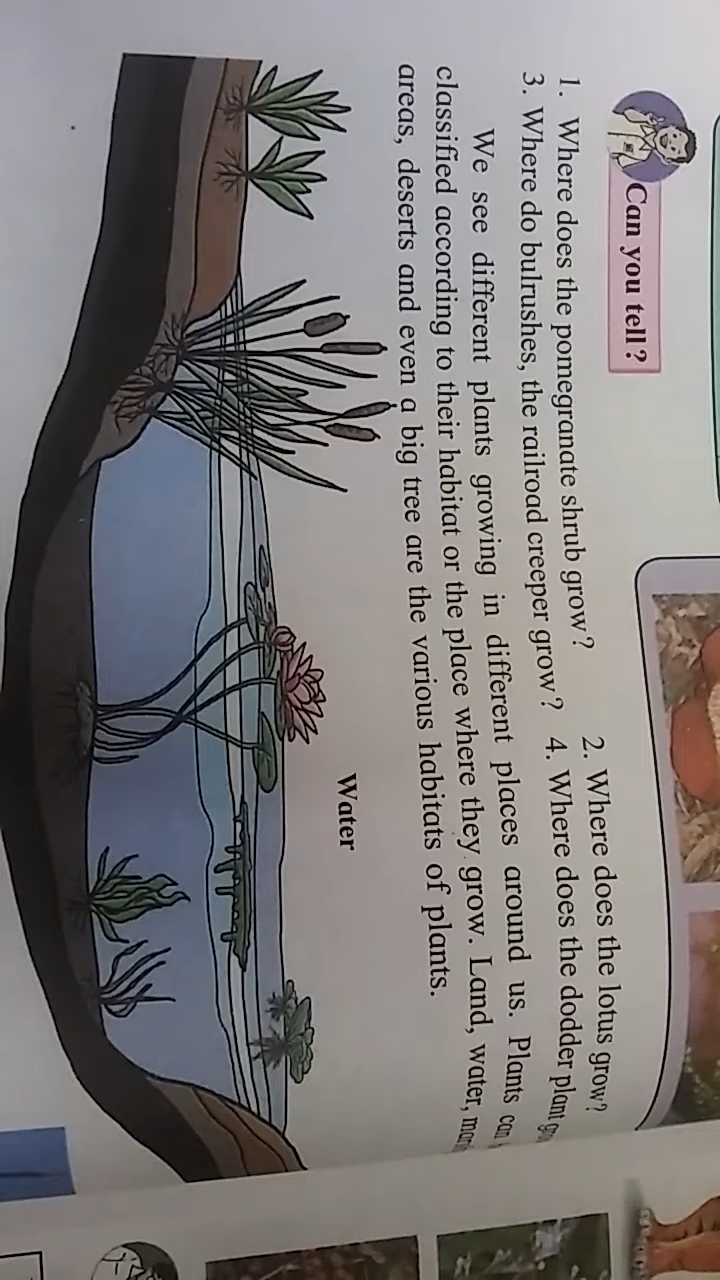 Can you tell?
1. Where does the pomegranate shrub grow? 2. Where does the lotus grow?
3. Where do bulrushes, the railroad creeper grow? 4. Where does the dodder plant
We see different plants growing in different places around us. Plants can
classified according to their habitat or the place where they grow. Land, water,
areas, deserts and even a big tree are the various habitats of plants.
Water